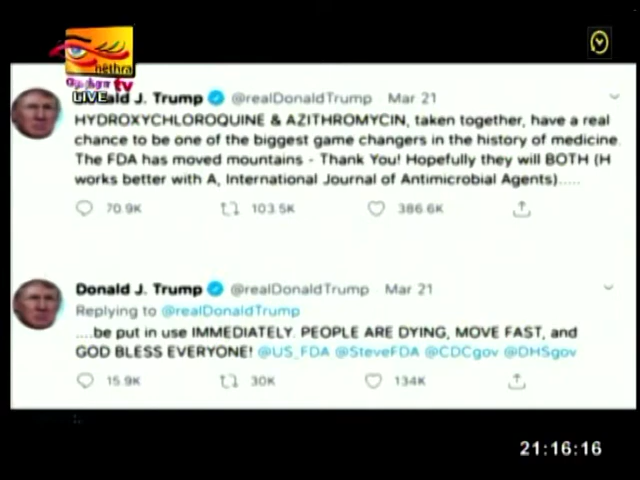 nēthra
நேத்ரா tv
LIVE
ald J. Trump @realDonaldTrump Mar 21
HYDROXYCHLOROQUINE & AZITHROMYCIN, taken together, have a real
chance to be one of the biggest game changers in the history of medicine.
The FDA has moved mountains - Thank You! Hopefully they will BOTH (H
works better with A, International Journal of Antimicrobial Agents).....
70.9K 103.5K 386.6K
Donald J. Trump @realDonaldTrump Mar 21
Replying to @realDonaldTrump
....be put in use IMMEDIATELY. PEOPLE ARE DYING, MOVE FAST, and
GOD BLESS EVERYONE! @US_FDA @SteveFDA @CDCgov @DHSgov
15.9K 30K 134K
21:16:16